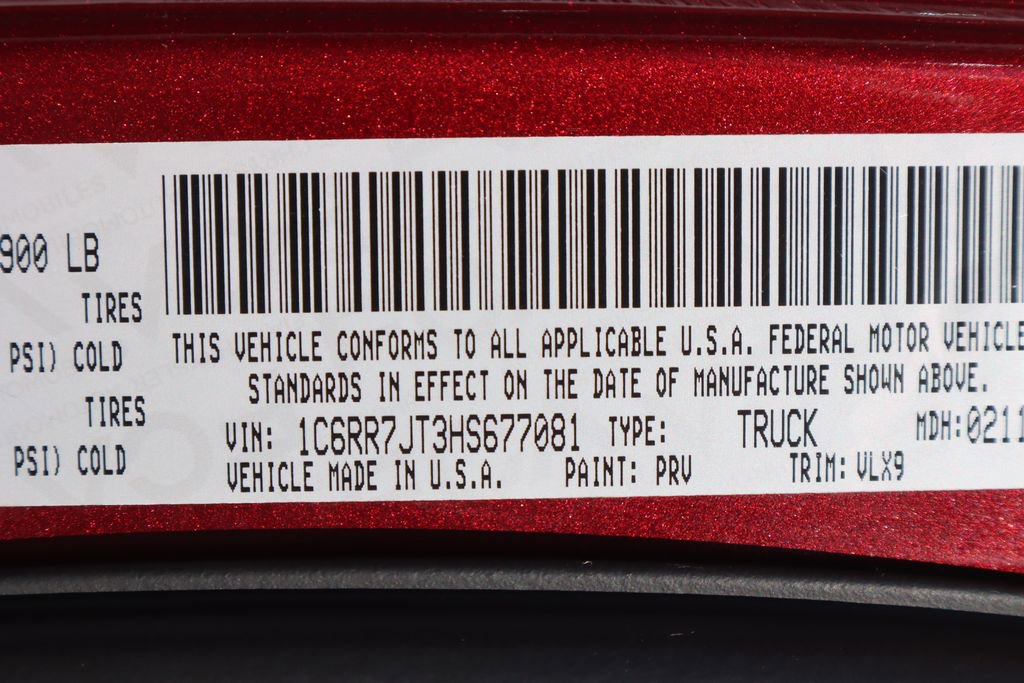 900 LB
TIRES
PSI) COLD
TIRES
PSI) COLD
THIS VEHICLE CONFORMS TO ALL APPLICABLE U.S.A. FEDERAL MOTOR VEHICLE
STANDARDS IN EFFECT ON THE DATE OF MANUFACTURE SHOWN ABOVE.
VIN: 1C6RR7JT3HS677081 TYPE: TRUCK MDH:0211
VEHICLE MADE IN U.S.A. PAINT: PRV TRIM: VLX9